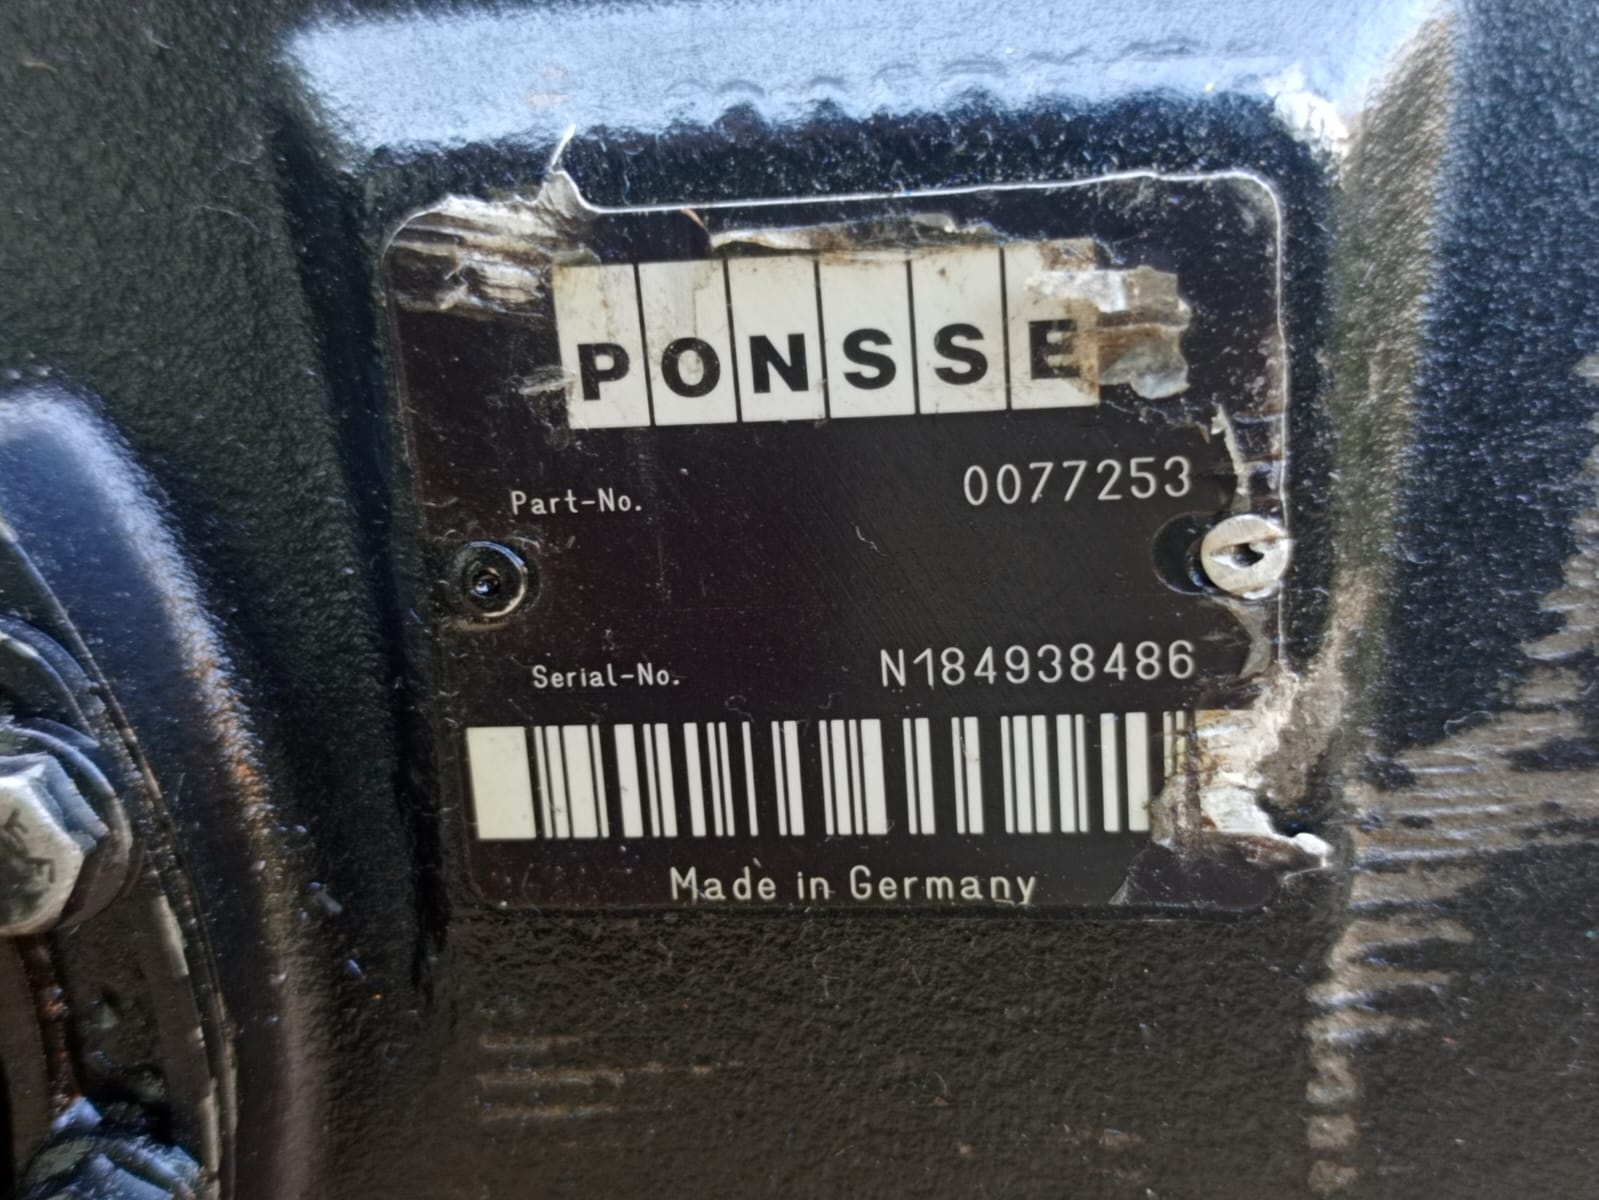 PONSSE
Part-No. 0077253
Serial-No. N184938486
Made in Germany